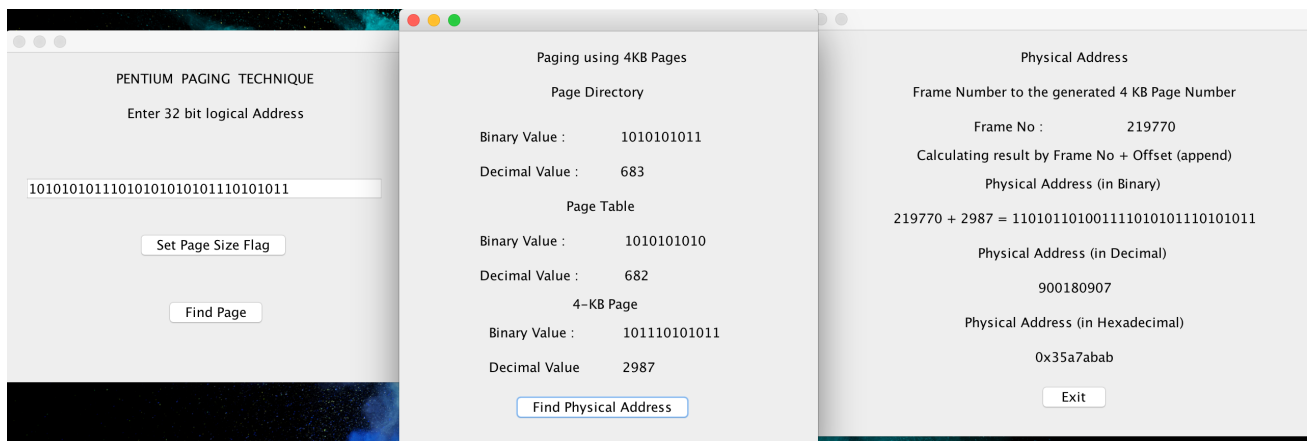 PENTIUM PAGING TECHNIQUE
Enter 32 bit logical Address
10101010111010101010101110101011
Set Page Size Flag
Find Page
Paging using 4KB Pages
Page Directory
Binary Value : 1010101011
Decimal Value : 683
Page Table
Binary Value : 1010101010
Decimal Value : 682
4-KB Page
Binary Value : 101110101011
Decimal Value 2987
Find Physical Address
Physical Address
Frame Number to the generated 4 KB Page Number
Frame No : 219770
Calculating result by Frame No + Offset (append)
Physical Address (in Binary)
219770 + 2987 = 110101101001111010101110101011
Physical Address (in Decimal)
900180907
Physical Address (in Hexadecimal)
0x35a7abab
Exit